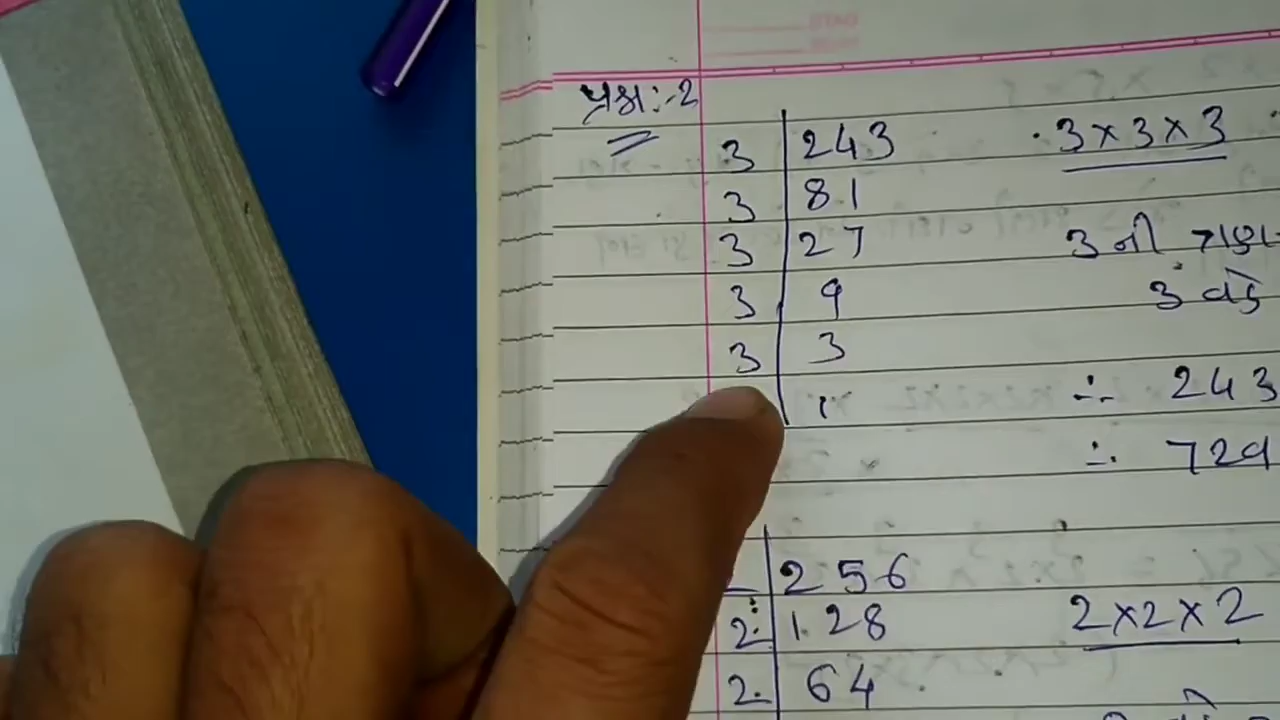 પ્રશ્ન:-2
3 | 243 3×3×3
3 | 81
3 | 27 3 ની
3 | 9 3 વડે
3 | 3
1 ∴ 243
∴ 729
256
2 | 128 2×2×2
2 | 64